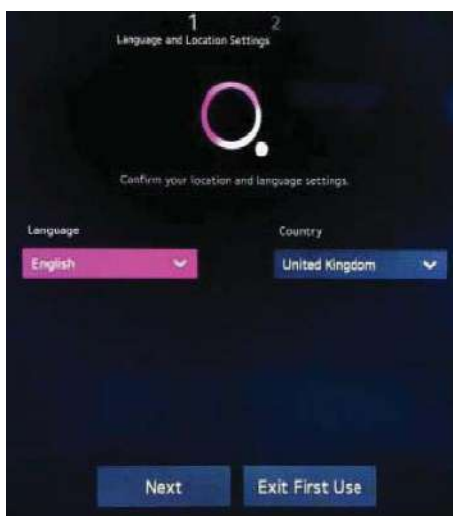 1
2
Language and Location Settings
Confirm your location and language settings.
Language
Country
English
United Kingdom
Next
Exit First Use